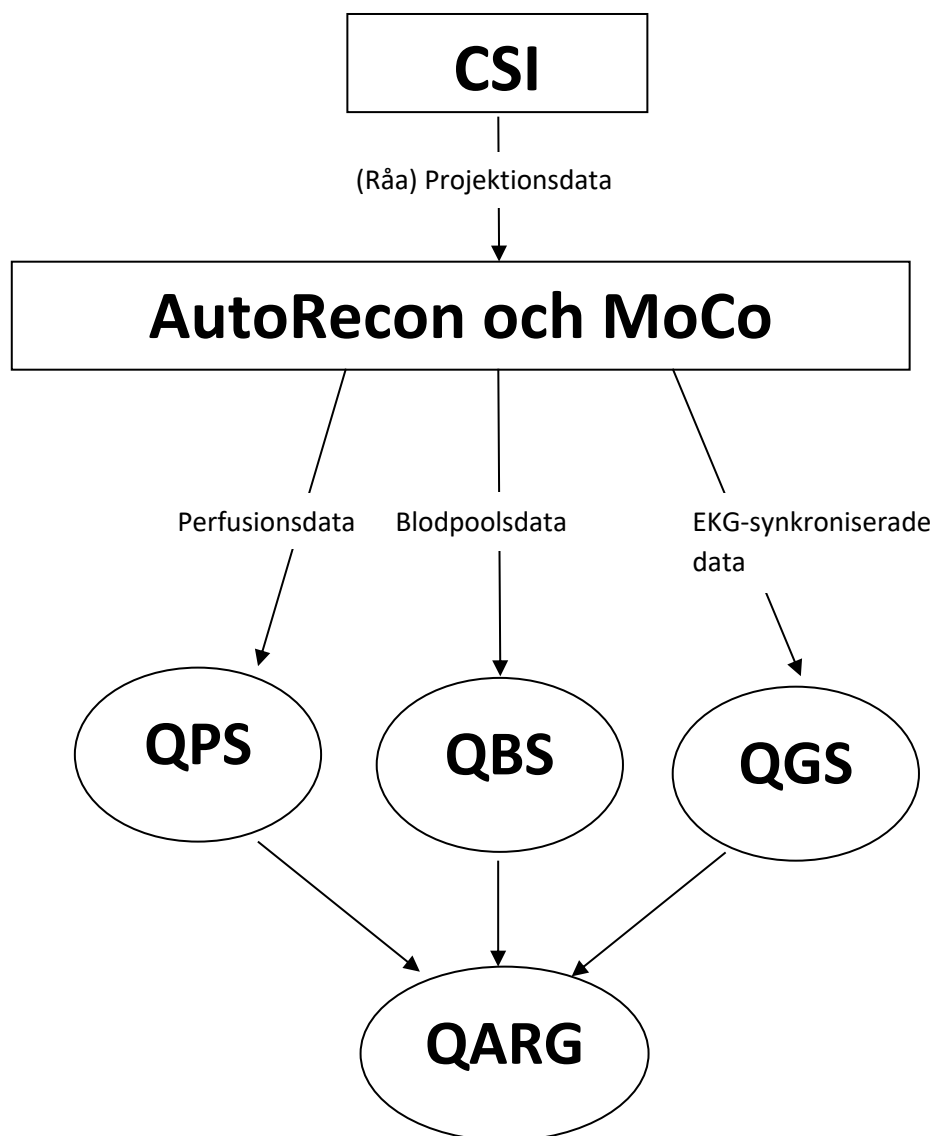 CSI
(Råa) Projektionsdata
AutoRecon och MoCo
Perfusionsdata
Blodpoolsdata
EKG-synkroniserade
data
QPS
QBS
QGS
QARG